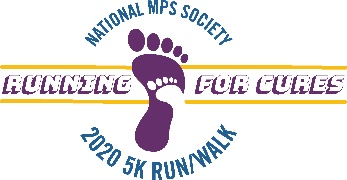 NATIONAL MPS SOCIETY
RUNNING FOR CURES
2020 5K RUN/WALK